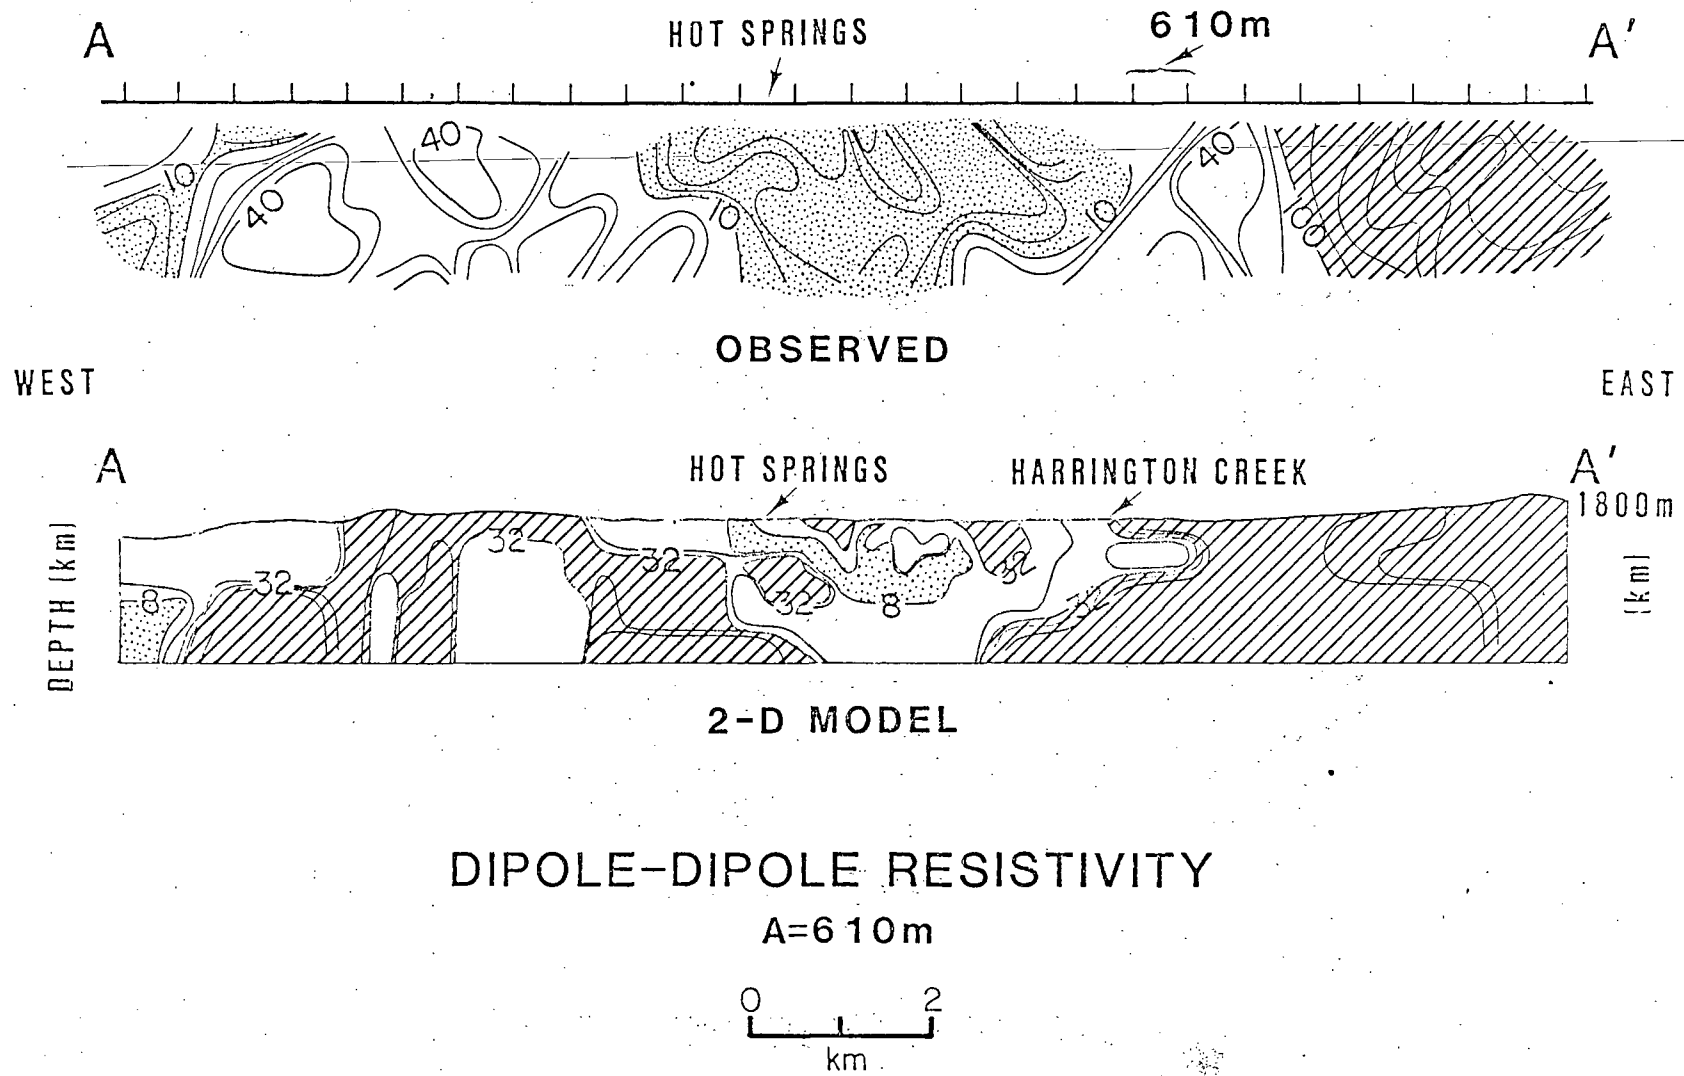 A
HOT SPRINGS
610m
A'
40
10
40
10
10
40
100
OBSERVED
WEST
EAST
A
HOT SPRINGS
HARRINGTON CREEK
A'
1800m
DEPTH (km)
(km)
32
32
32
8
32
8
32
32
2-D MODEL
DIPOLE-DIPOLE RESISTIVITY
A=610m
0 2
km